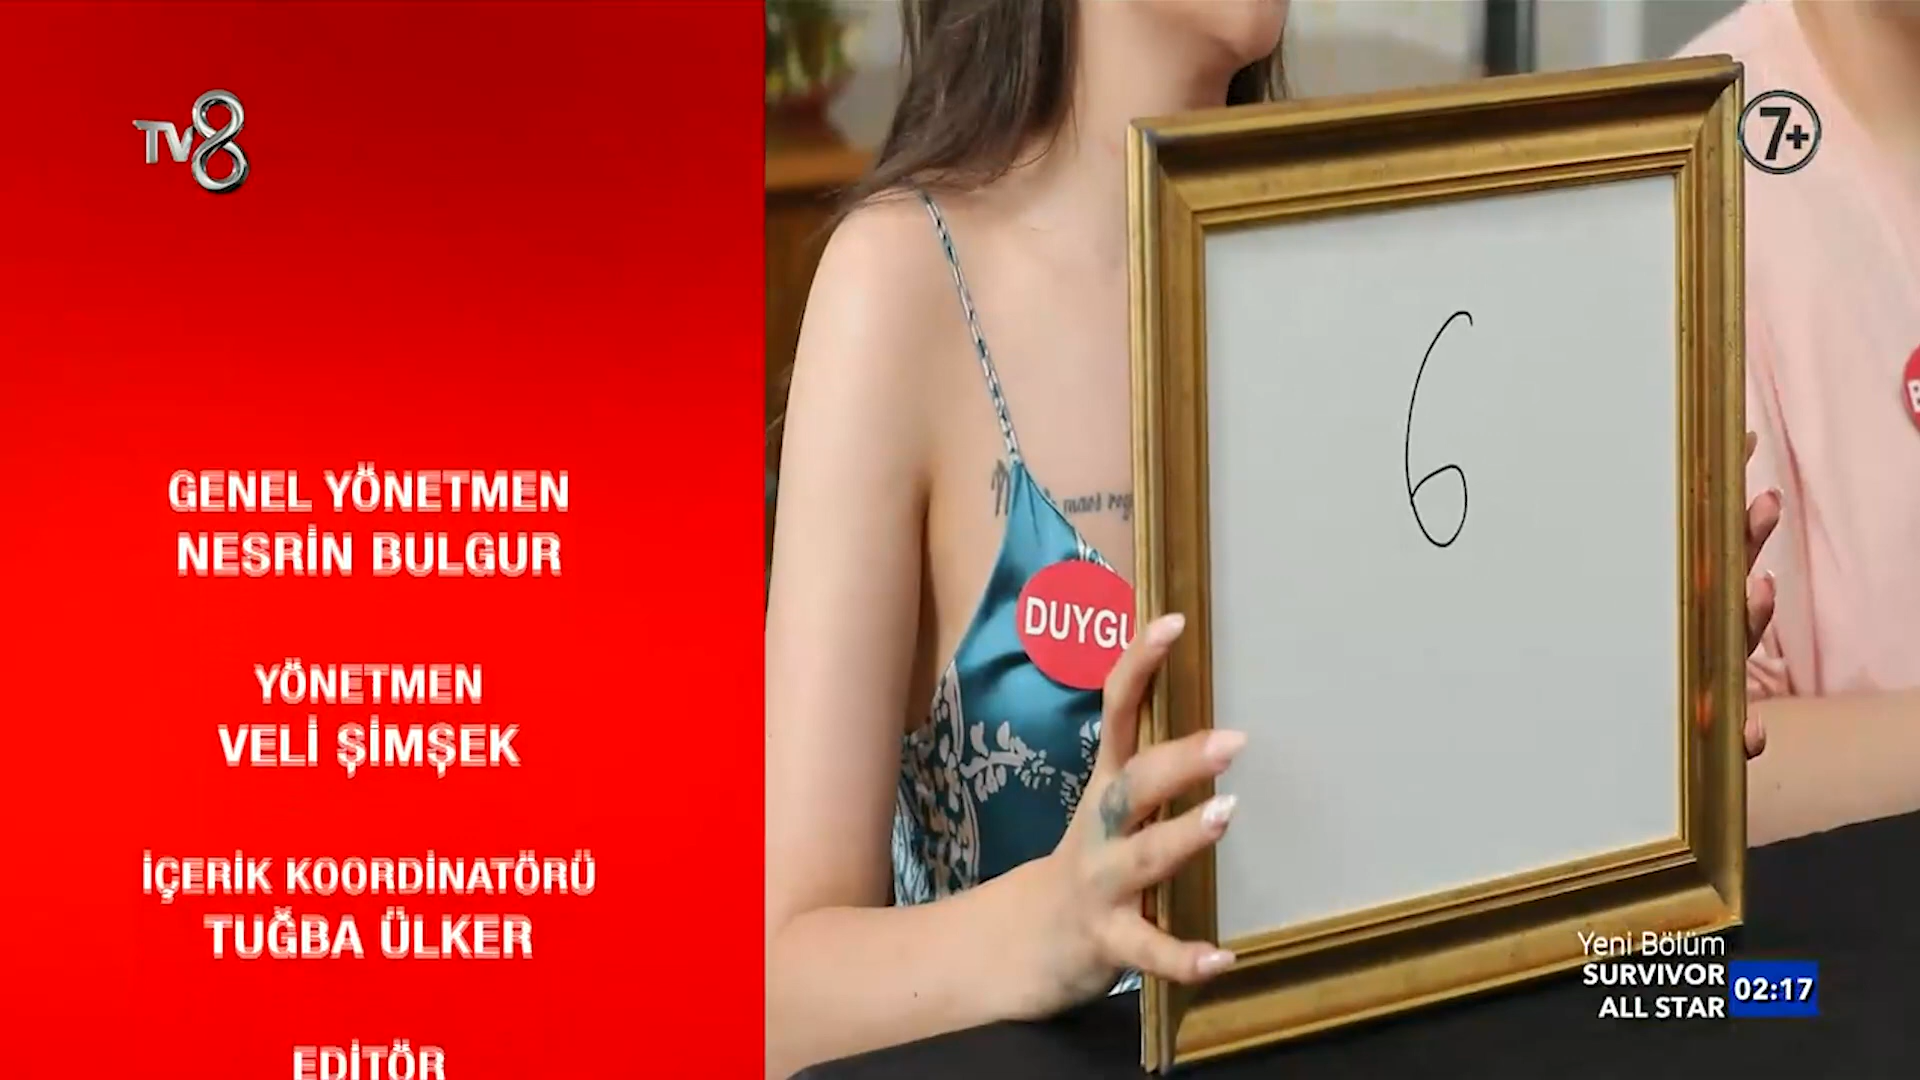 TV8
7+
GENEL YÖNETMEN
NESRİN BULGUR
YÖNETMEN
VELİ ŞİMŞEK
İÇERİK KOORDİNATÖRÜ
TUĞBA ÜLKER
EDİTÖR
6
DUYGU
Yeni Bölüm
SURVIVOR
ALL STAR
02:17